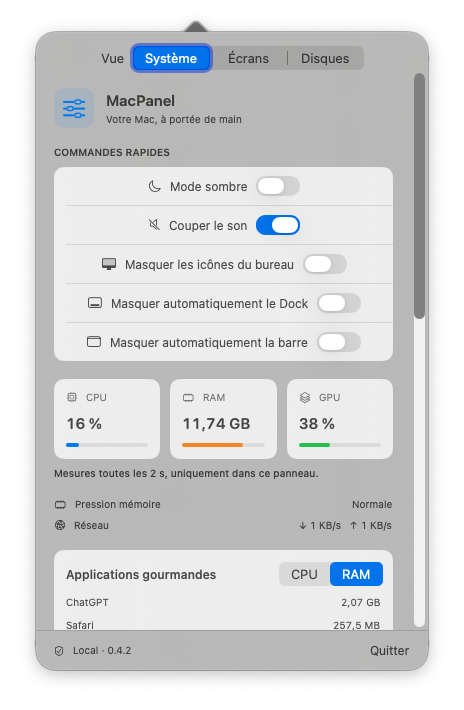 Vue Système Écrans Disques
MacPanel
Votre Mac, à portée de main
COMMANDES RAPIDES
Mode sombre
Couper le son
Masquer les icônes du bureau
Masquer automatiquement le Dock
Masquer automatiquement la barre
CPU RAM GPU
16 % 11,74 GB 38 %
Mesures toutes les 2 s, uniquement dans ce panneau.
Pression mémoire Normale
Réseau ↓ 1 KB/s ↑ 1 KB/s
Applications gourmandes CPU RAM
ChatGPT 2,07 GB
Safari 257,5 MB
Local · 0.4.2 Quitter